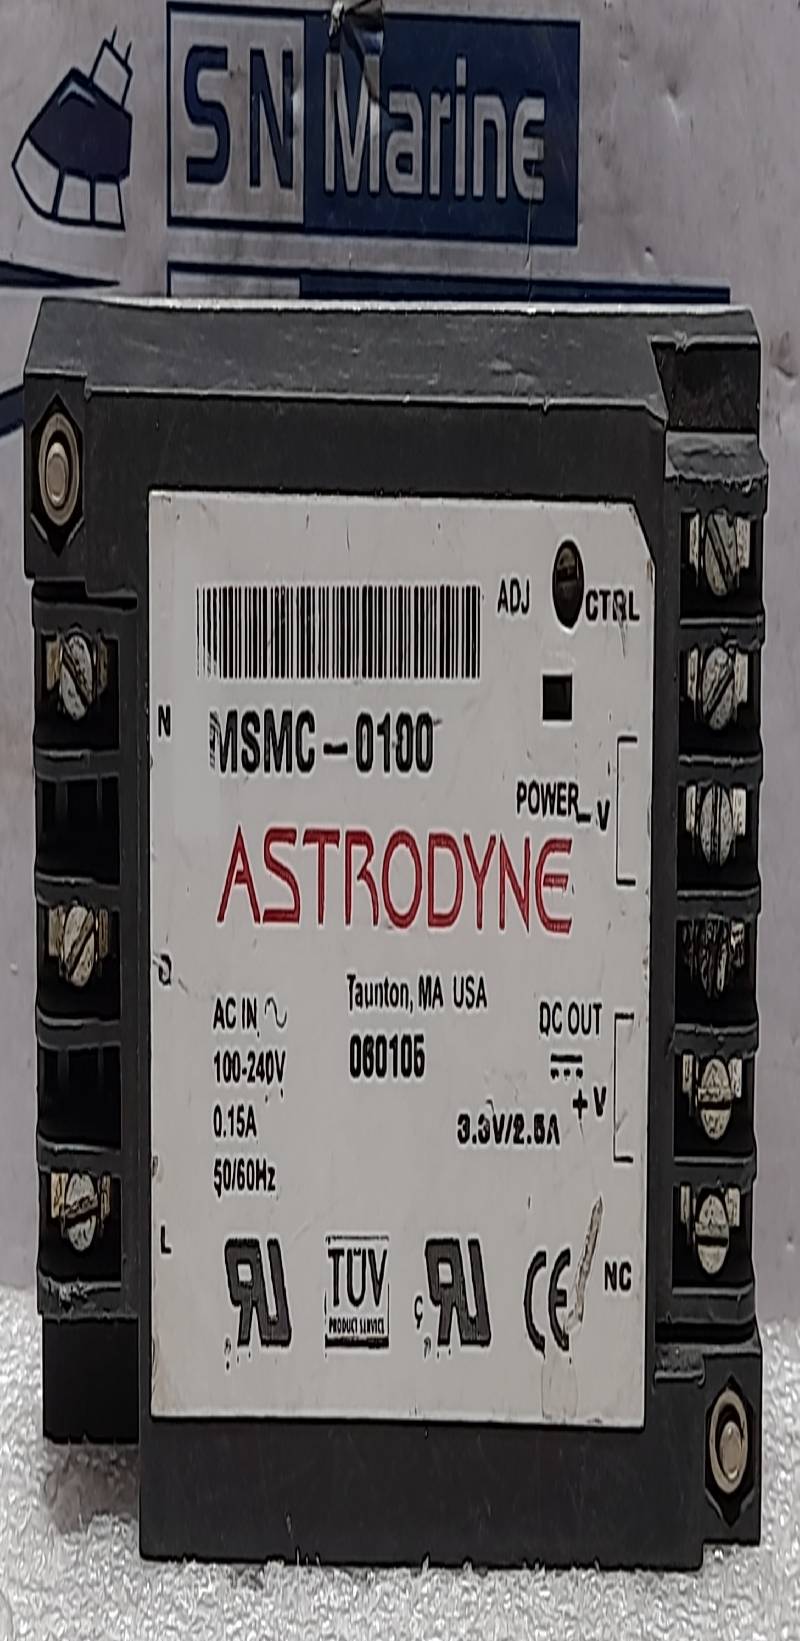 SN Marine
ADJ
CTRL
N
MSMC-0100
POWER
-V
ASTRODYNE
Taunton, MA USA
AC IN
DC OUT
100-240V
060105
+V
0.15A
3.3V/2.5A
50/60Hz
L
TÜV
PRODUCT SERVICE
CE
NC